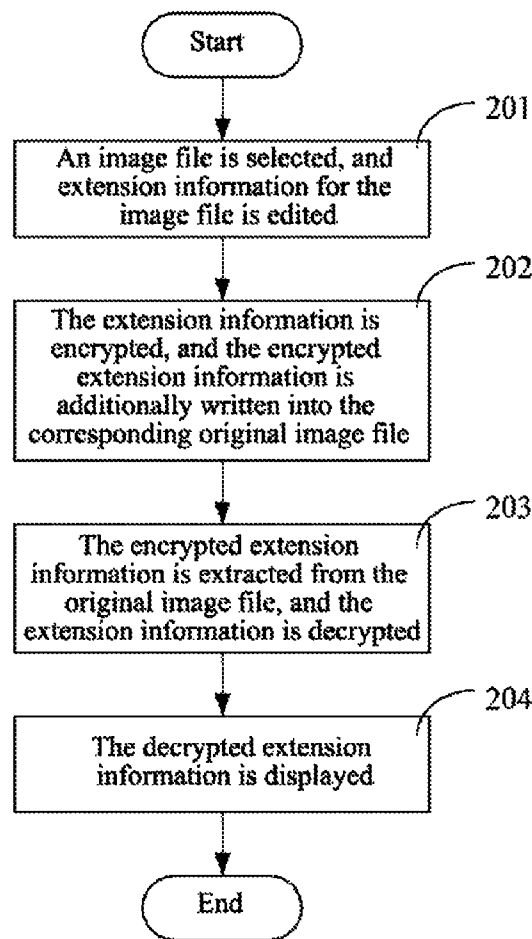 Start
201
An image file is selected, and
extension information for the
image file is edited
202
The extension information is
encrypted, and the encrypted
extension information is
additionally written into the
corresponding original image file
203
The encrypted extension
information is extracted from the
original image file, and the
extension information is decrypted
204
The decrypted extension
information is displayed
End